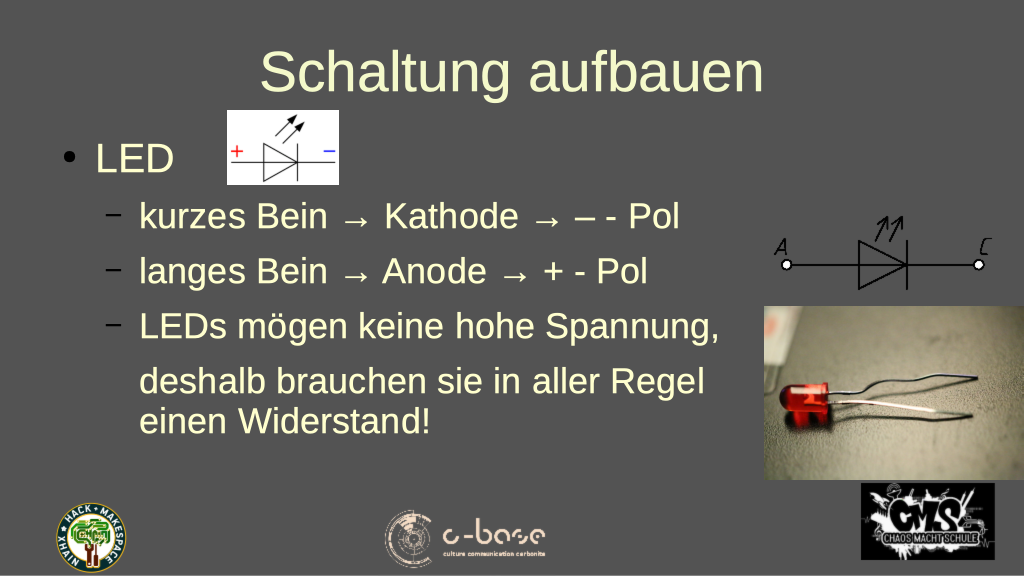 Schaltung aufbauen
• LED
+ −
– kurzes Bein → Kathode → – - Pol
– langes Bein → Anode → + - Pol
– LEDs mögen keine hohe Spannung,
deshalb brauchen sie in aller Regel
einen Widerstand!
A C
XHAIN HACK+MAKESPACE
c-base
culture communication carbonite
CMS
CHAOS MACHT SCHULE